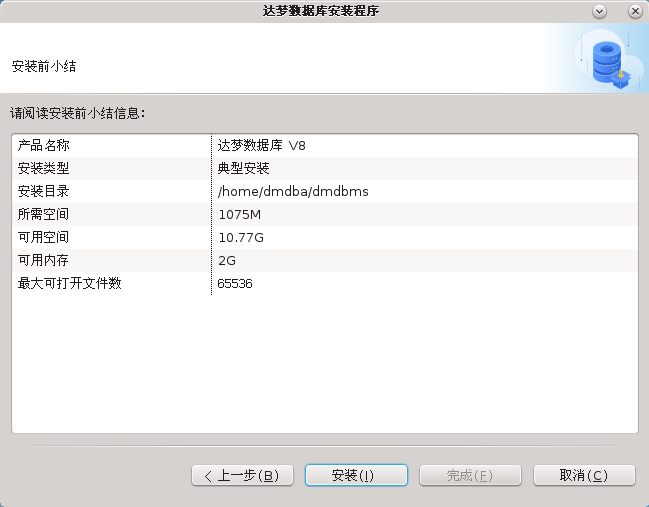 达梦数据库安装程序
安装前小结
请阅读安装前小结信息:
产品名称 达梦数据库 V8
安装类型 典型安装
安装目录 /home/dmdba/dmdbms
所需空间 1075M
可用空间 10.77G
可用内存 2G
最大可打开文件数 65536
< 上一步(B) 安装(I) 完成(F) 取消(C)